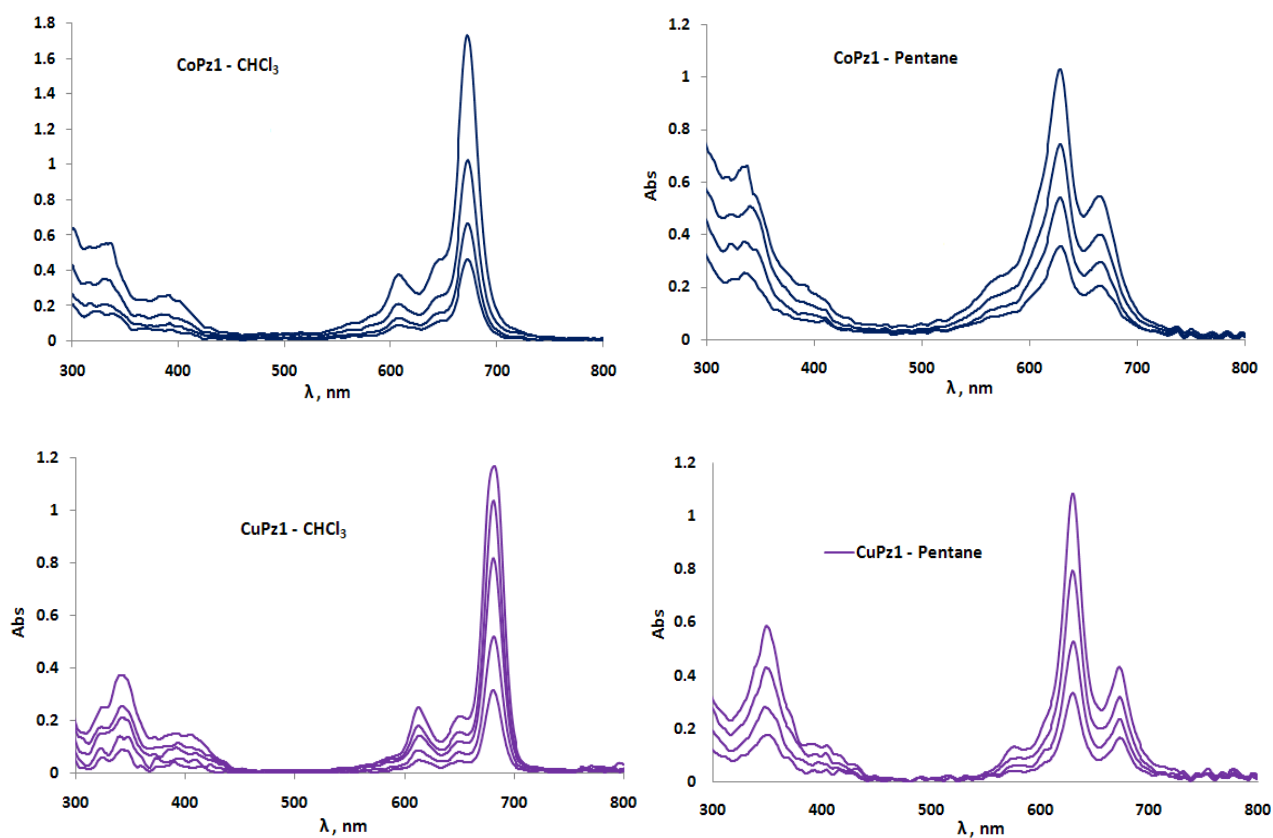 1.8
1.6
1.4
1.2
1
0.8
0.6
0.4
0.2
0
CoPz1 - CHCl₃
300 400 500 600 700 800
λ , nm
1.2
1
0.8
0.6
0.4
0.2
0
Abs
CoPz1 - Pentane
300 400 500 600 700 800
λ , nm
1.2
1
0.8
0.6
0.4
0.2
0
Abs
CuPz1 - CHCl₃
300 400 500 600 700 800
λ , nm
1.2
1
0.8
0.6
0.4
0.2
0
Abs
CuPz1 - Pentane
300 400 500 600 700 800
λ , nm